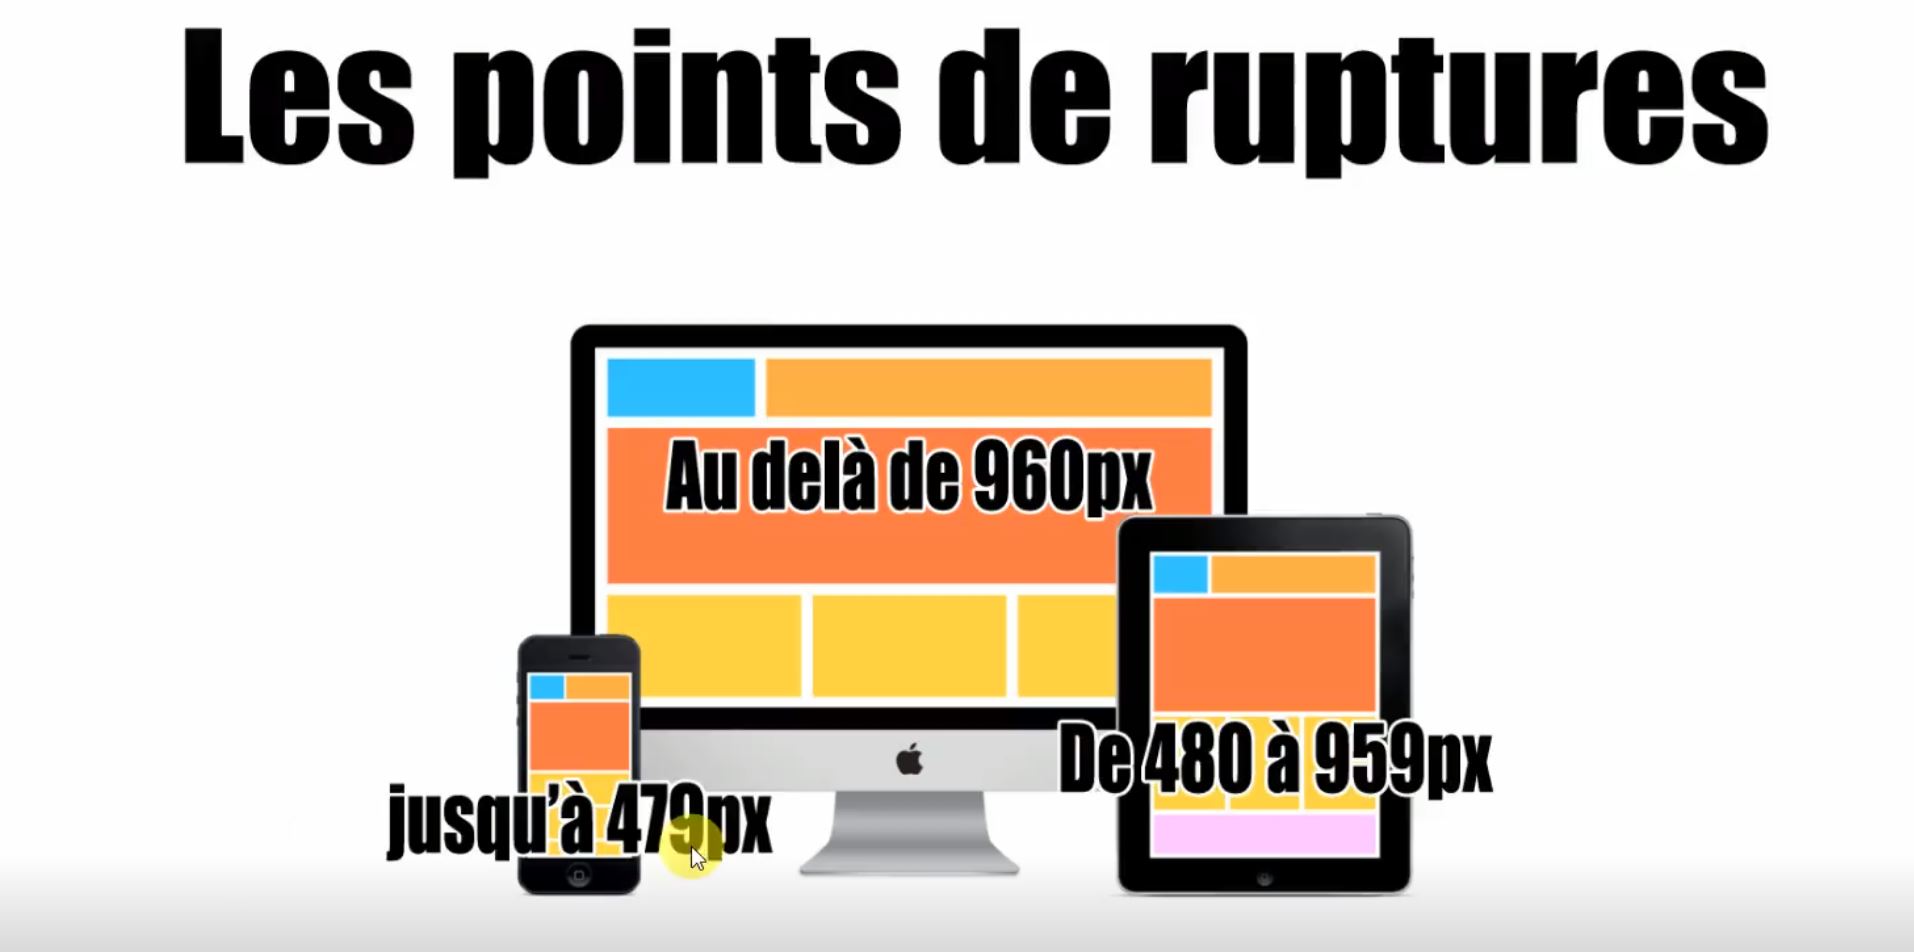 Les points de ruptures
Au delà de 960px
De 480 à 959px
jusqu'à 479px